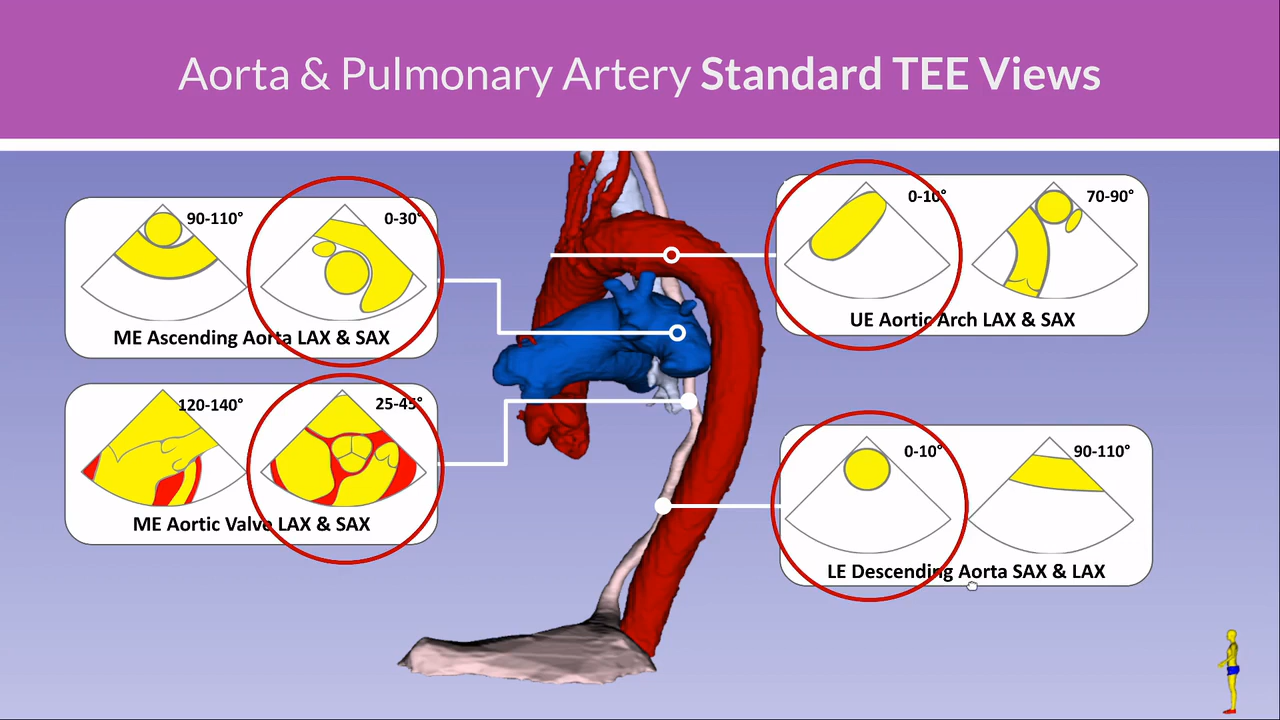 Aorta & Pulmonary Artery Standard TEE Views
90-110°
0-30°
ME Ascending Aorta LAX & SAX
120-140°
25-45°
ME Aortic Valve LAX & SAX
0-10°
70-90°
UE Aortic Arch LAX & SAX
0-10°
90-110°
LE Descending Aorta SAX & LAX